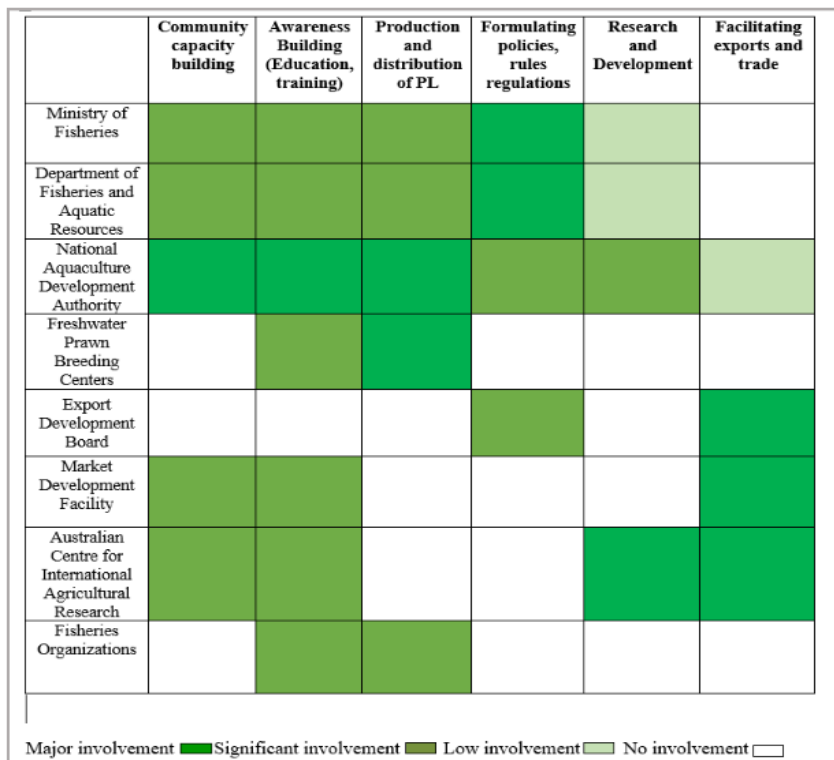 Community
capacity
building
Awareness
Building
(Education,
training)
Production
and
distribution
of PL
Formulating
policies,
rules
regulations
Research
and
Development
Facilitating
exports and
trade
Ministry of
Fisheries
Department of
Fisheries and
Aquatic
Resources
National
Aquaculture
Development
Authority
Freshwater
Prawn
Breeding
Centers
Export
Development
Board
Market
Development
Facility
Australian
Centre for
International
Agricultural
Research
Fisheries
Organizations
Major involvement Significant involvement Low involvement No involvement